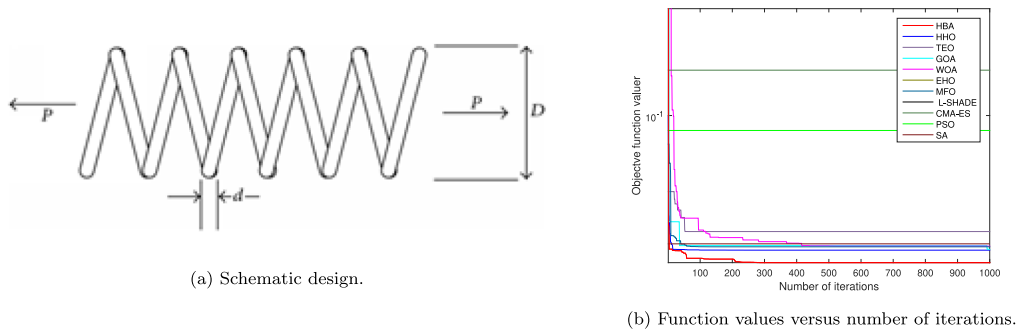 P
P
D
d
(a) Schematic design.
Objectve function valuer
10-1
HBA
HHO
TEO
GOA
WOA
EHO
MFO
L-SHADE
CMA-ES
PSO
SA
100 200 300 400 500 600 700 800 900 1000
Number of iterations
(b) Function values versus number of iterations.